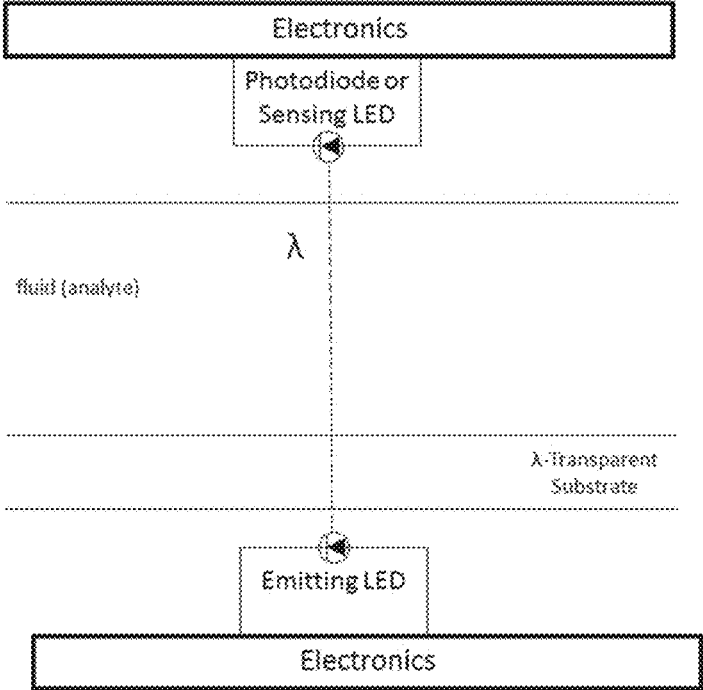 Electronics
Photodiode or
Sensing LED
λ
fluid (analyte)
λ-Transparent
Substrate
Emitting LED
Electronics